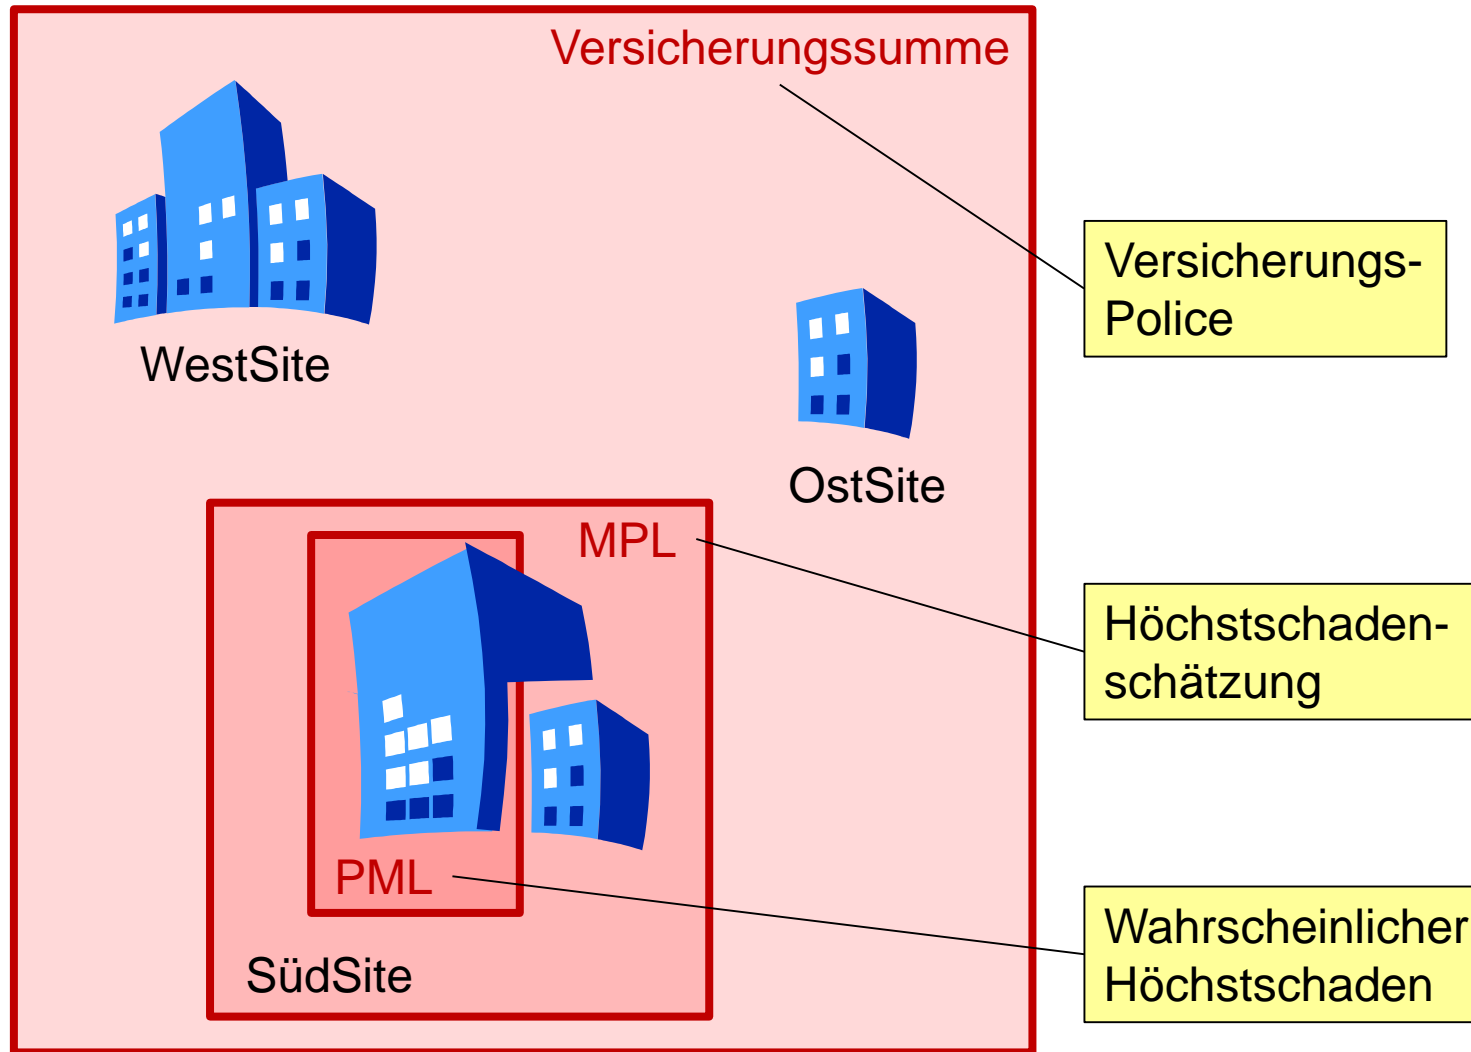 Versicherungssumme
Versicherungs-
Police
WestSite
OstSite
MPL
Höchstschaden-
schätzung
PML
Wahrscheinlicher
Höchstschaden
SüdSite